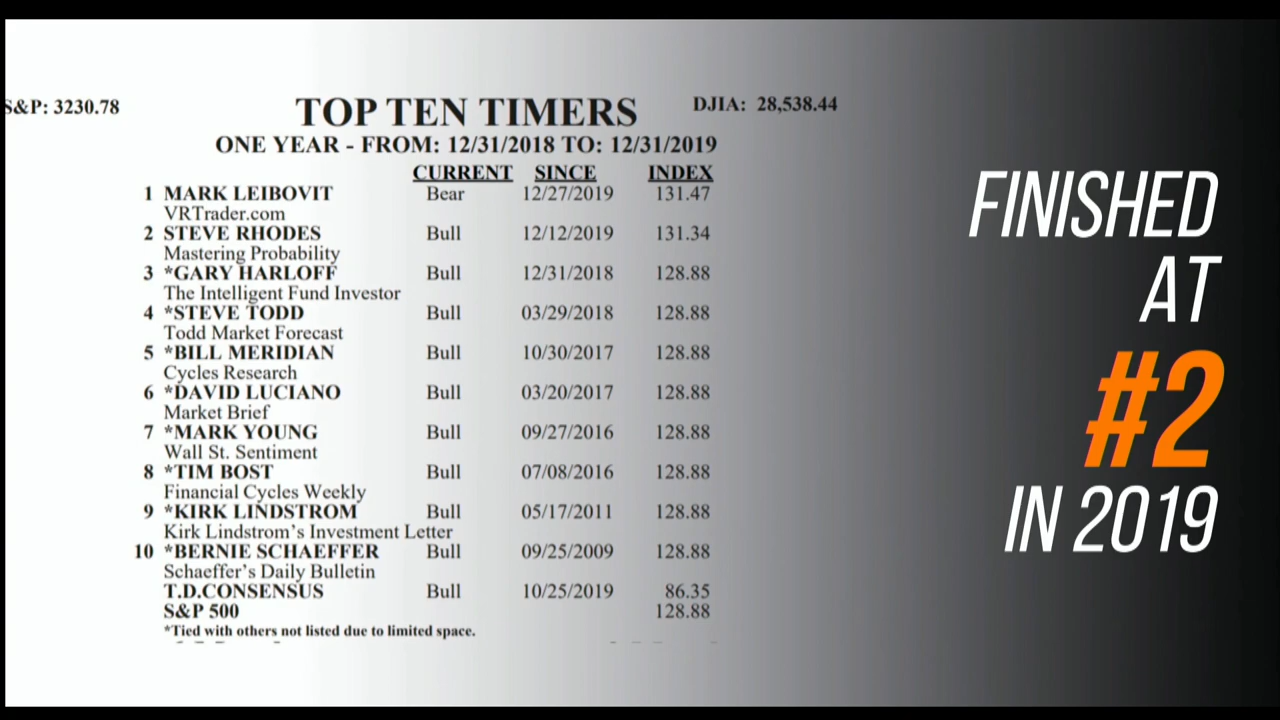 S&P: 3230.78
TOP TEN TIMERS
DJIA: 28,538.44
ONE YEAR - FROM: 12/31/2018 TO: 12/31/2019
CURRENT SINCE INDEX
1 MARK LEIBOVIT Bear 12/27/2019 131.47
VRTrader.com
2 STEVE RHODES Bull 12/12/2019 131.34
Mastering Probability
3 *GARY HARLOFF Bull 12/31/2018 128.88
The Intelligent Fund Investor
4 *STEVE TODD Bull 03/29/2018 128.88
Todd Market Forecast
5 *BILL MERIDIAN Bull 10/30/2017 128.88
Cycles Research
6 *DAVID LUCIANO Bull 03/20/2017 128.88
Market Brief
7 *MARK YOUNG Bull 09/27/2016 128.88
Wall St. Sentiment
8 *TIM BOST Bull 07/08/2016 128.88
Financial Cycles Weekly
9 *KIRK LINDSTROM Bull 05/17/2011 128.88
Kirk Lindstrom's Investment Letter
10 *BERNIE SCHAEFFER Bull 09/25/2009 128.88
Schaeffer's Daily Bulletin
T.D.CONSENSUS Bull 10/25/2019 86.35
S&P 500 128.88
*Tied with others not listed due to limited space.
FINISHED
AT
#2
IN 2019